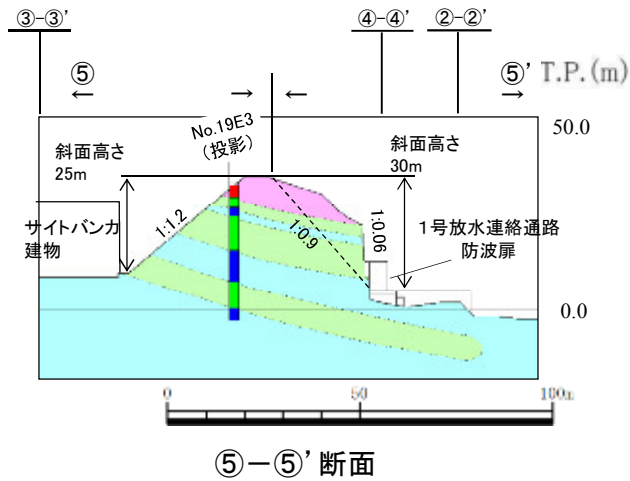 ③-③’
④-④’
②-②’
⑤
⑤’
T.P.(m)
No.19E3
(投影)
50.0
斜面高さ
25m
斜面高さ
30m
サイトバンカ
建物
1:1.2
1:0.9
1:0.06
1号放水連絡通路
防波扉
0.0
0
50
100m
⑤-⑤’断面